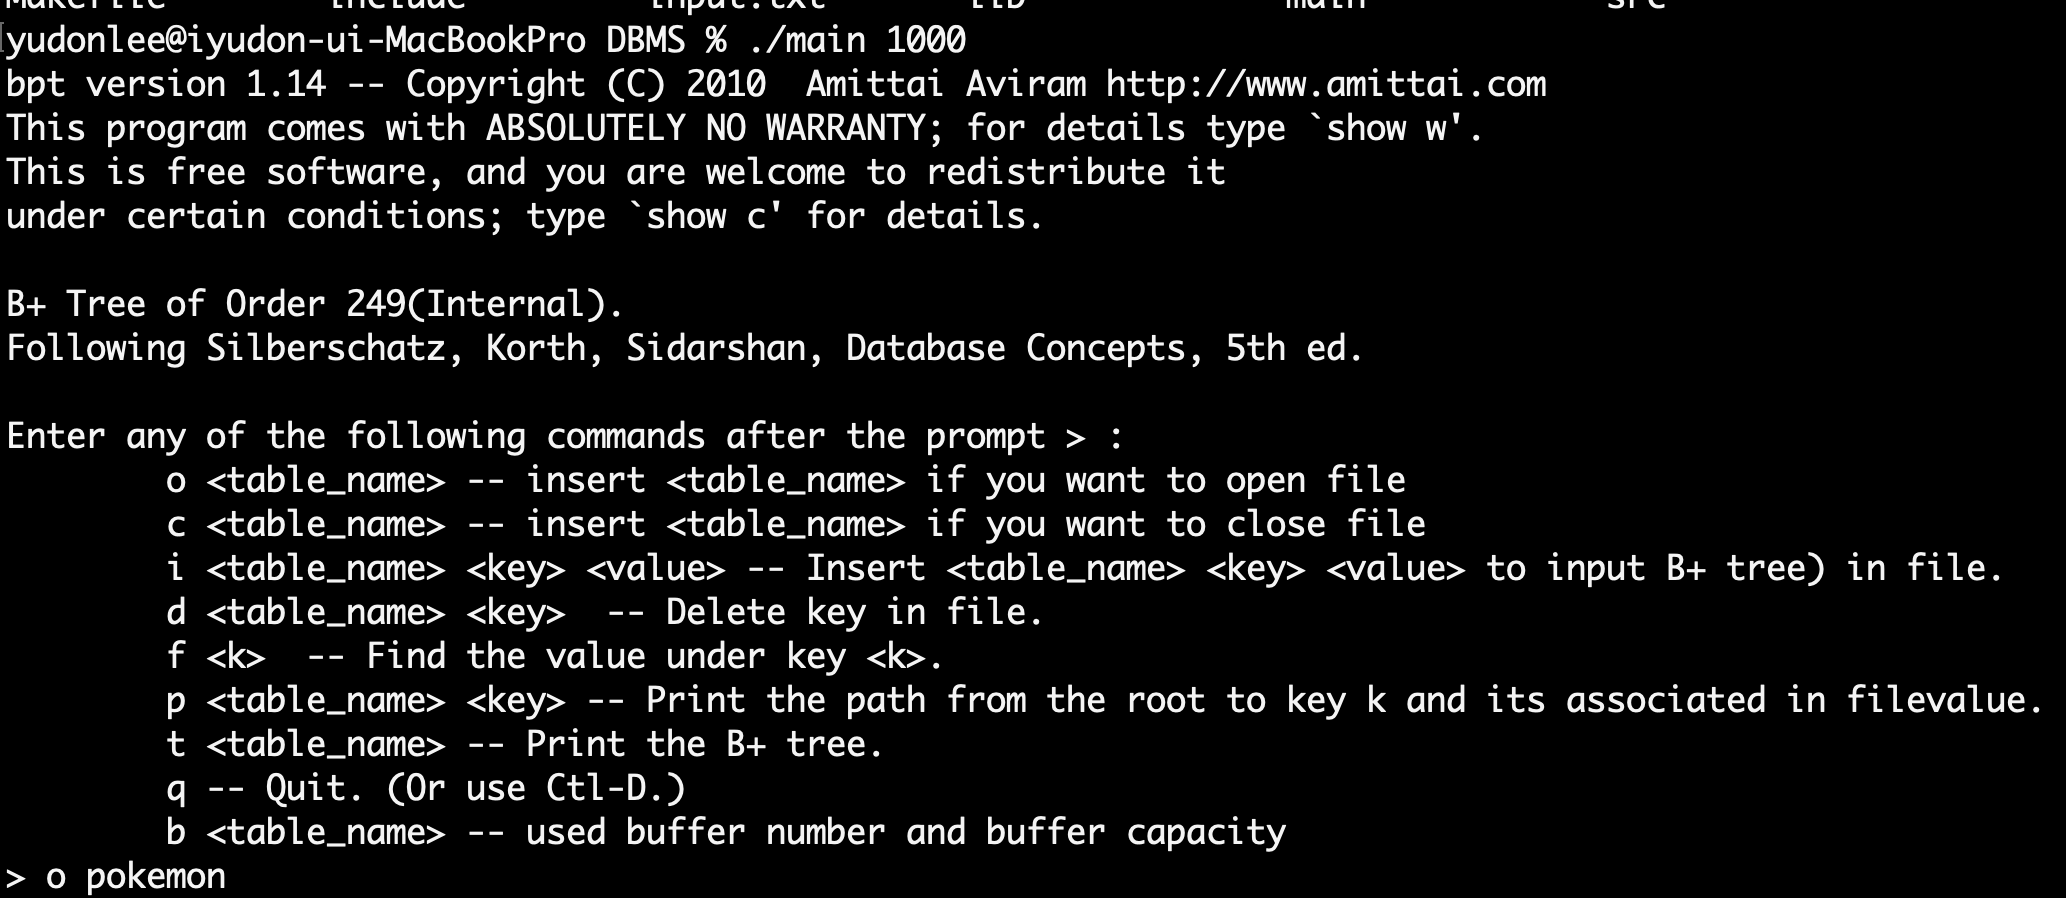 Makefile include input.txt lib main src
iyudonlee@iyudon-ui-MacBookPro DBMS % ./main 1000
bpt version 1.14 -- Copyright (C) 2010  Amittai Aviram http://www.amittai.com
This program comes with ABSOLUTELY NO WARRANTY; for details type `show w'.
This is free software, and you are welcome to redistribute it
under certain conditions; type `show c' for details.
B+ Tree of Order 249(Internal).
Following Silberschatz, Korth, Sidarshan, Database Concepts, 5th ed.
Enter any of the following commands after the prompt > :
o <table_name> -- insert <table_name> if you want to open file
c <table_name> -- insert <table_name> if you want to close file
i <table_name> <key> <value> -- Insert <table_name> <key> <value> to input B+ tree) in file.
d <table_name> <key>  -- Delete key in file.
f <k>  -- Find the value under key <k>.
p <table_name> <key> -- Print the path from the root to key k and its associated in filevalue.
t <table_name> -- Print the B+ tree.
q -- Quit. (Or use Ctl-D.)
b <table_name> -- used buffer number and buffer capacity
> o pokemon